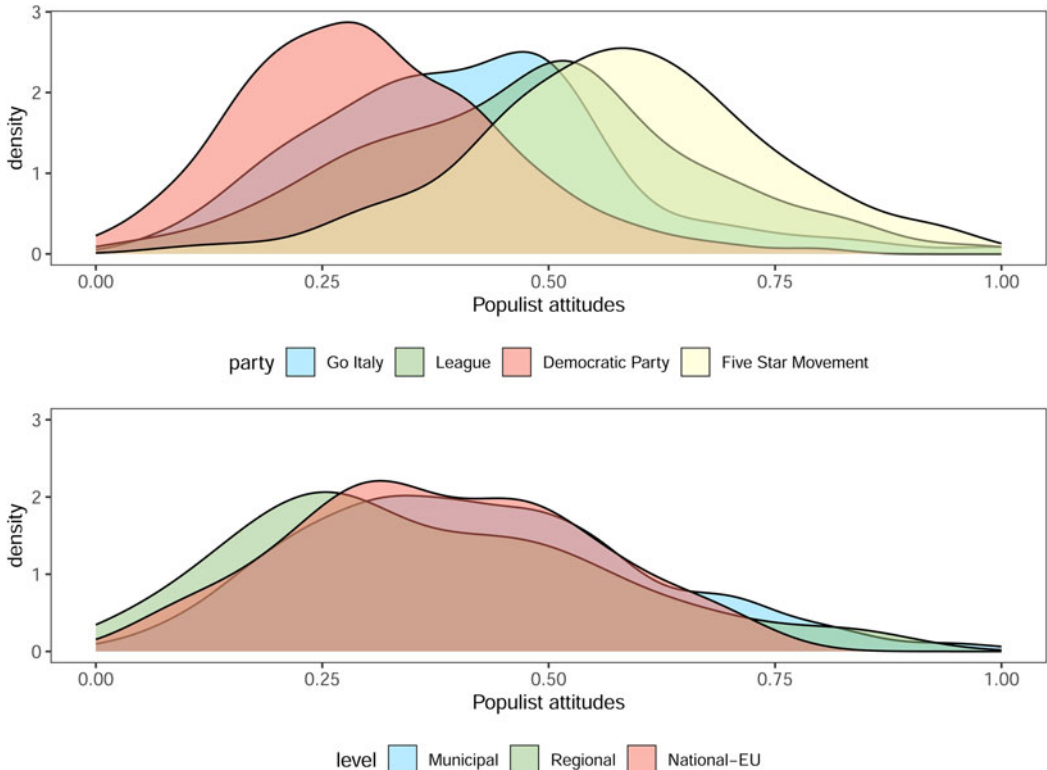 3
2
1
0
density
0.00 0.25 0.50 0.75 1.00
Populist attitudes
party Go Italy League Democratic Party Five Star Movement
3
2
1
0
density
0.00 0.25 0.50 0.75 1.00
Populist attitudes
level Municipal Regional National−EU